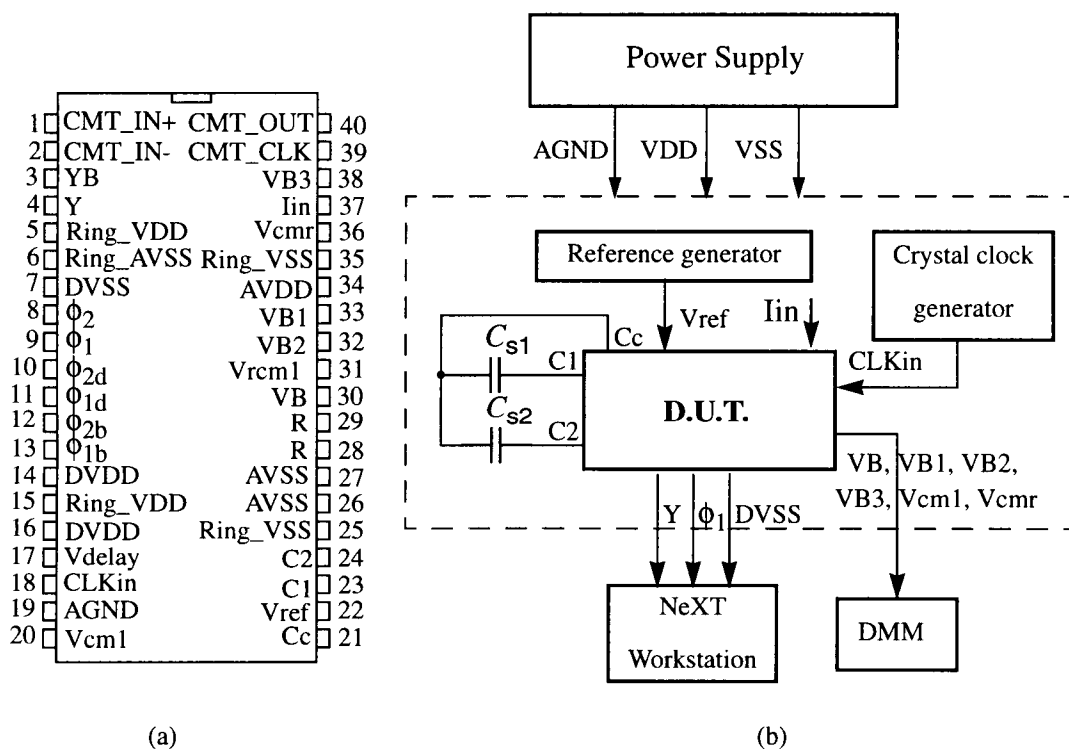 1 CMT_IN+ CMT_OUT 40
2 CMT_IN- CMT_CLK 39
3 YB VB3 38
4 Y Iin 37
5 Ring_VDD Vcmr 36
6 Ring_AVSS Ring_VSS 35
7 DVSS AVDD 34
8 ϕ2 VB1 33
9 ϕ1 VB2 32
10 ϕ2d Vrcm1 31
11 ϕ1d VB 30
12 ϕ2b R 29
13 ϕ1b R 28
14 DVDD AVSS 27
15 Ring_VDD AVSS 26
16 DVDD Ring_VSS 25
17 Vdelay C2 24
18 CLKin C1 23
19 AGND Vref 22
20 Vcm1 Cc 21
(a)
Power Supply
AGND VDD VSS
Reference generator
Crystal clock
generator
Vref
Iin
CLKin
Cs1
C1
Cc
Cs2
C2
D.U.T.
VB, VB1, VB2,
VB3, Vcm1, Vcmr
Y ϕ1 DVSS
NeXT
Workstation
DMM
(b)